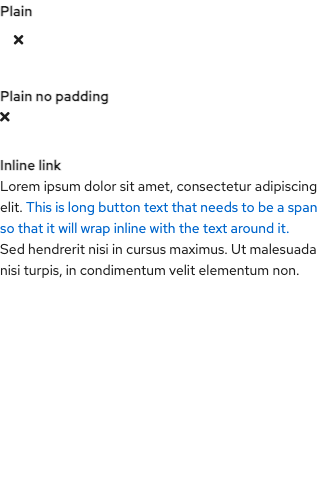 Plain
Plain no padding
Inline link
Lorem ipsum dolor sit amet, consectetur adipiscing
elit. This is long button text that needs to be a span
so that it will wrap inline with the text around it.
Sed hendrerit nisi in cursus maximus. Ut malesuada
nisi turpis, in condimentum velit elementum non.